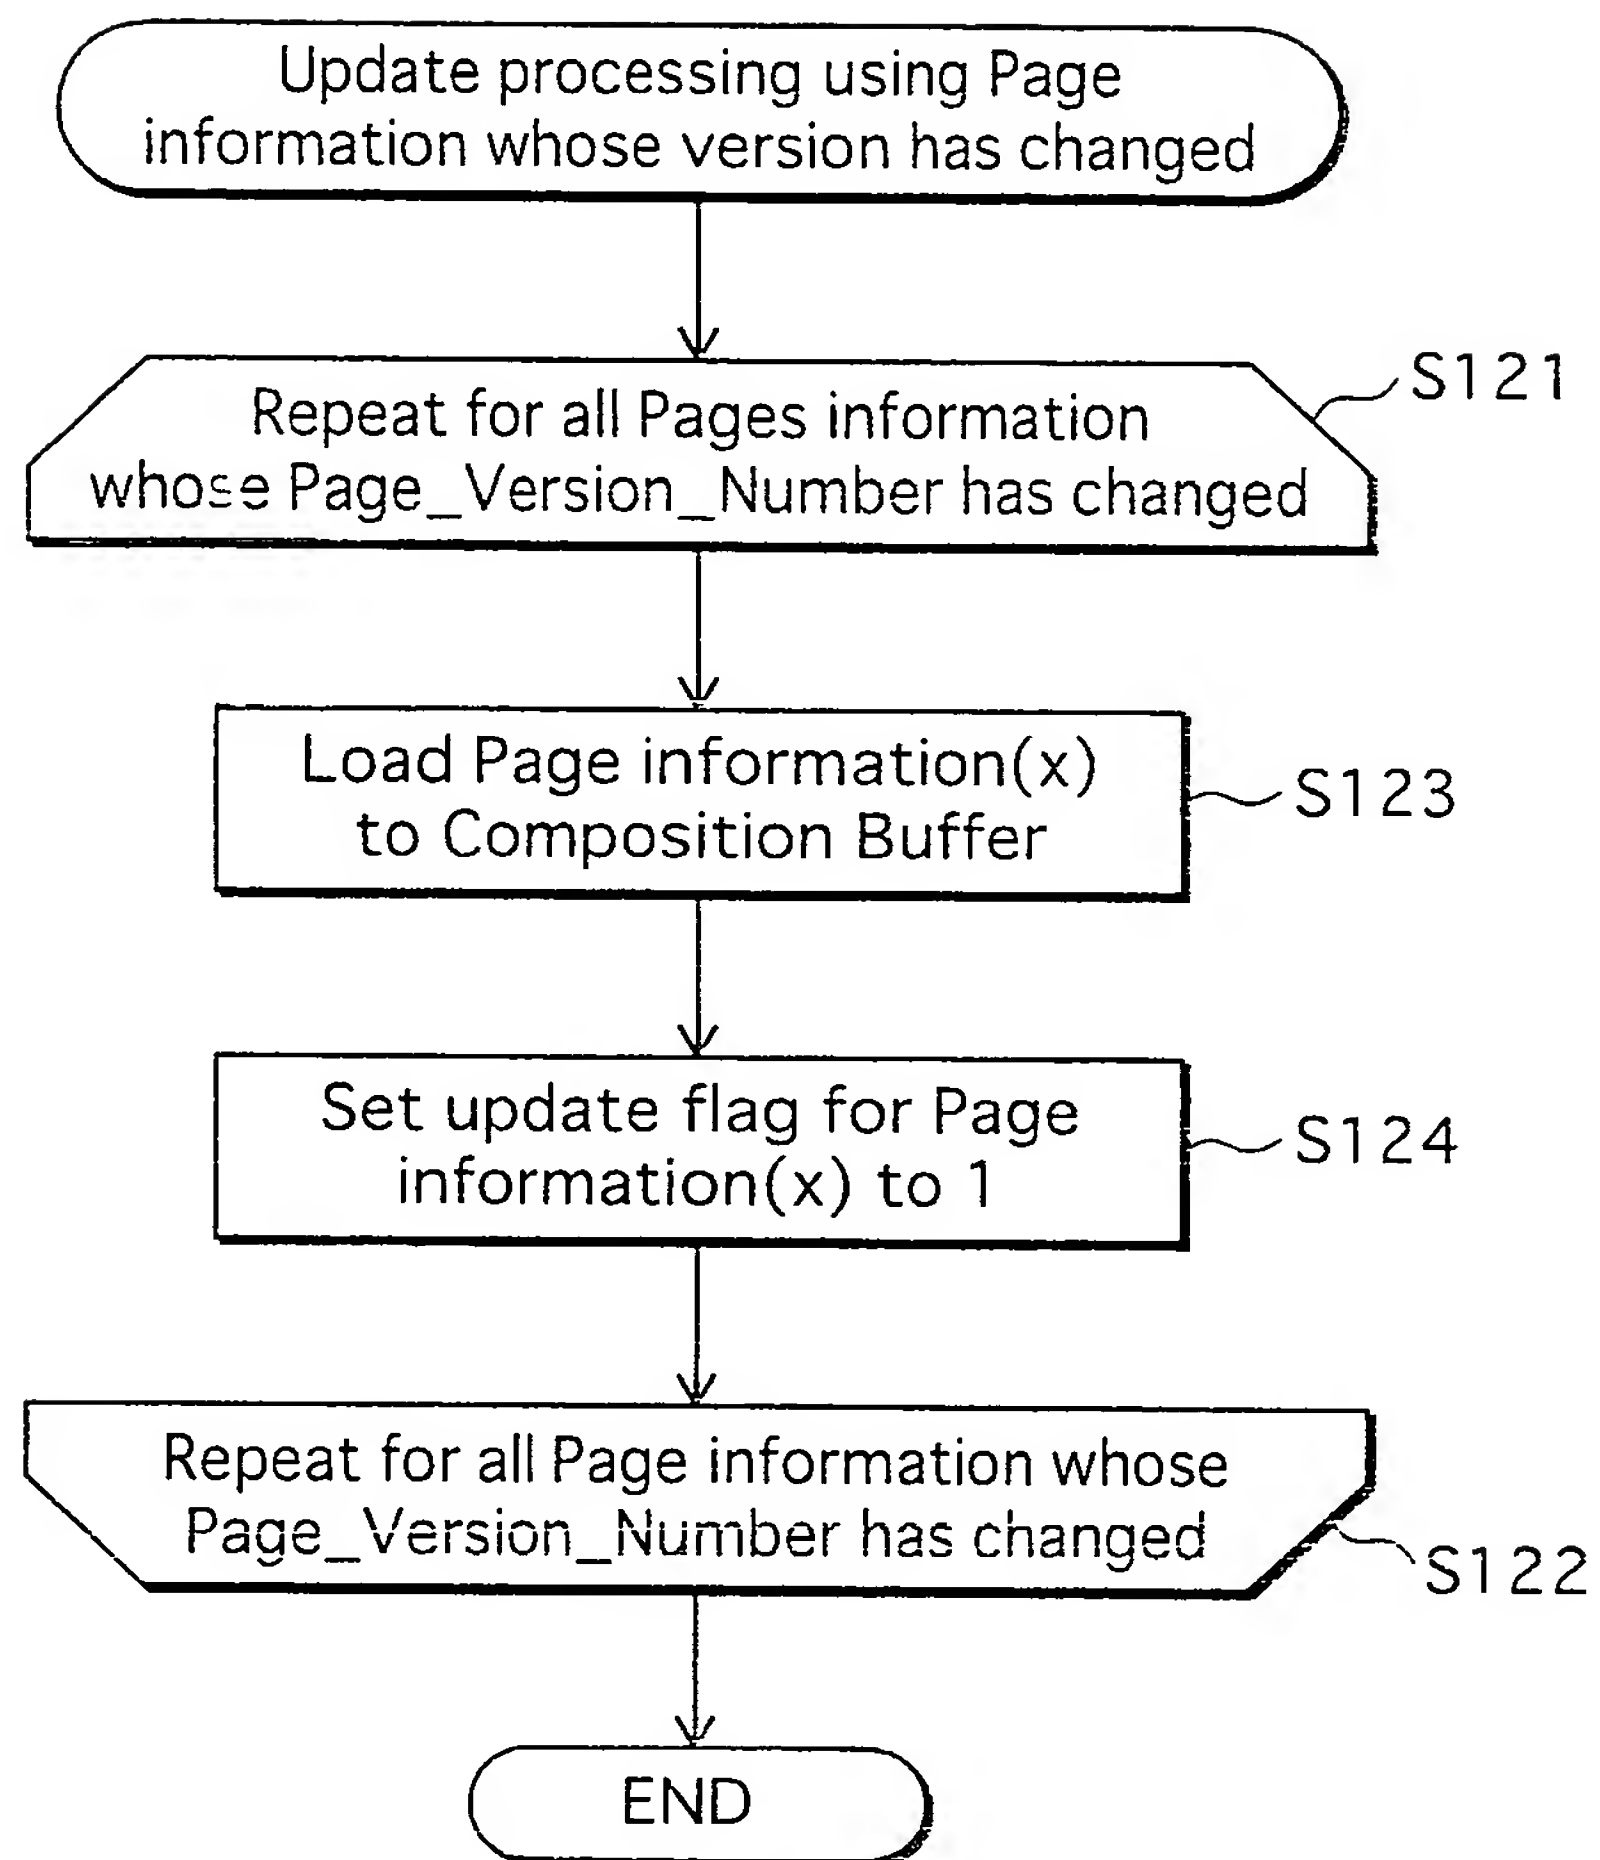 Update processing using Page
information whose version has changed
S121
Repeat for all Pages information
whose Page_Version_Number has changed
Load Page information(x)
to Composition Buffer
S123
Set update flag for Page
information(x) to 1
S124
Repeat for all Page information whose
Page_Version_Number has changed
S122
END